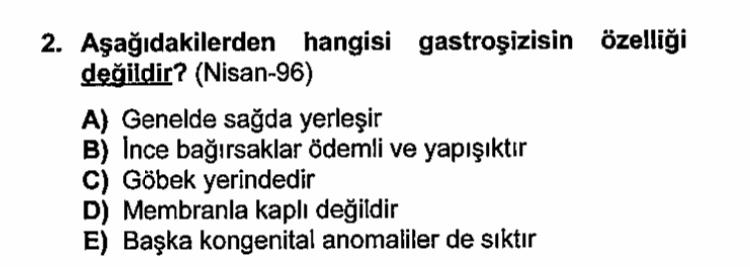 2. Aşağıdakilerden hangisi gastroşizisin özelliği
değildir? (Nisan-96)
A) Genelde sağda yerleşir
B) İnce bağırsaklar ödemli ve yapışıktır
C) Göbek yerindedir
D) Membranla kaplı değildir
E) Başka kongenital anomaliler de sıktır